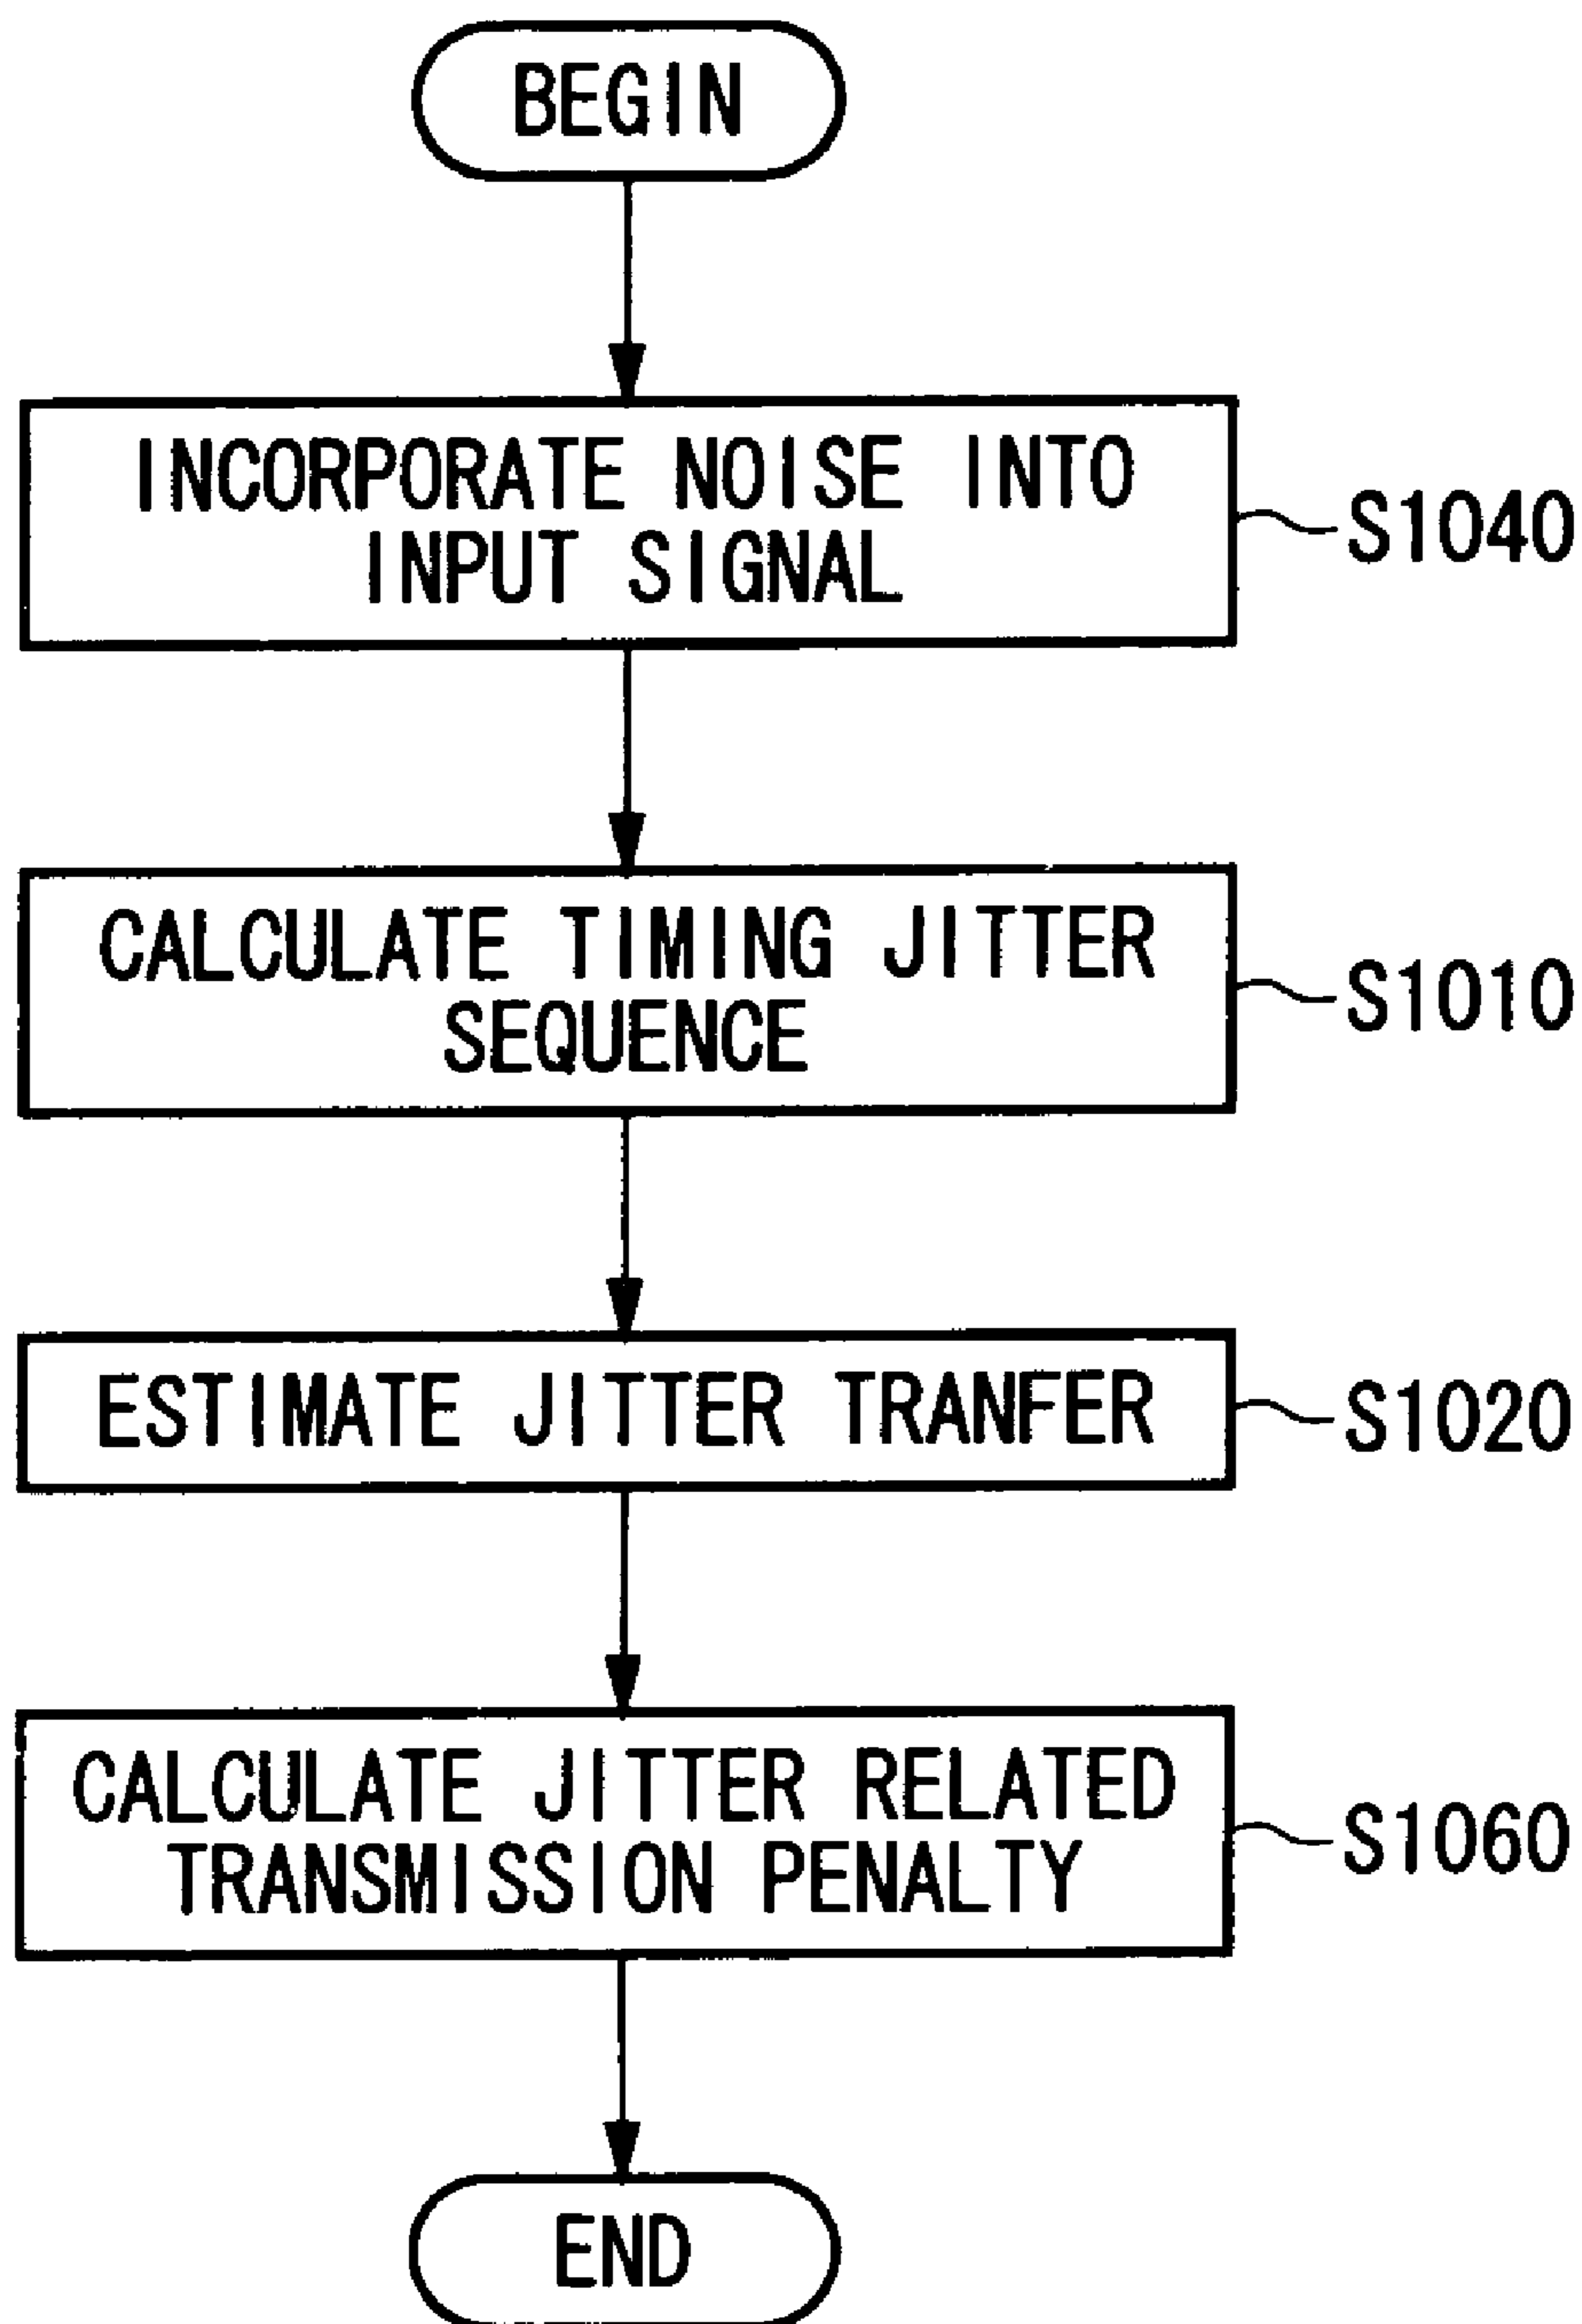 BEGIN
INCORPORATE NOISE INTO
INPUT SIGNAL
S1040
CALCULATE TIMING JITTER
SEQUENCE
S1010
ESTIMATE JITTER TRANFER
S1020
CALCULATE JITTER RELATED
TRANSMISSION PENALTY
S1060
END